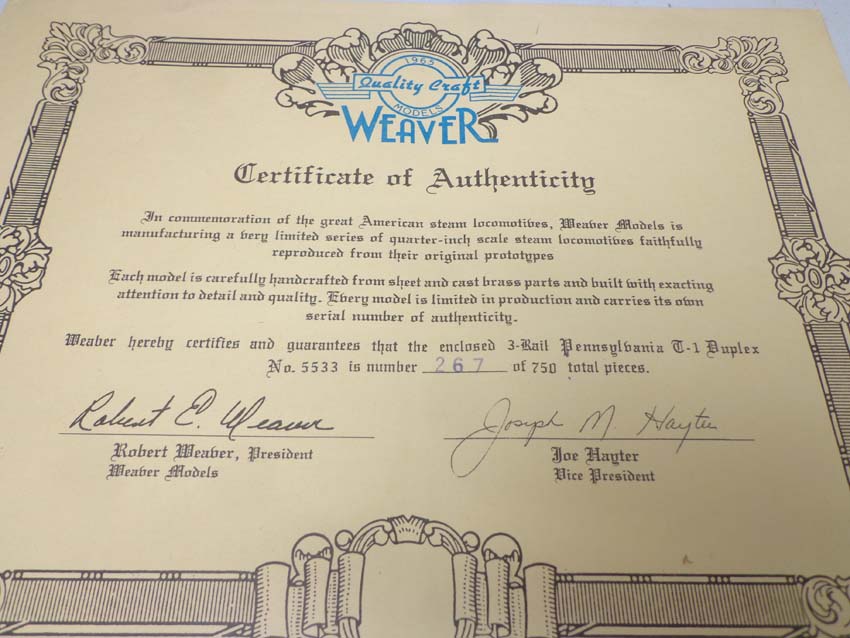 1965
Quality Craft
MODELS
WEAVER
Certificate of Authenticity
In commemoration of the great American steam locomotives, Weaver Models is
manufacturing a very limited series of quarter-inch scale steam locomotives faithfully
reproduced from their original prototypes
Each model is carefully handcrafted from sheet and cast brass parts and built with exacting
attention to detail and quality. Every model is limited in production and carries its own
serial number of authenticity.
Weaver hereby certifies and guarantees that the enclosed 3-Rail Pennsylvania T-1 Duplex
No. 5533 is number 267 of 750 total pieces.
Robert E. Weaver
Joseph M. Hayter
Robert Weaver, President
Weaver Models
Joe Hayter
Vice President